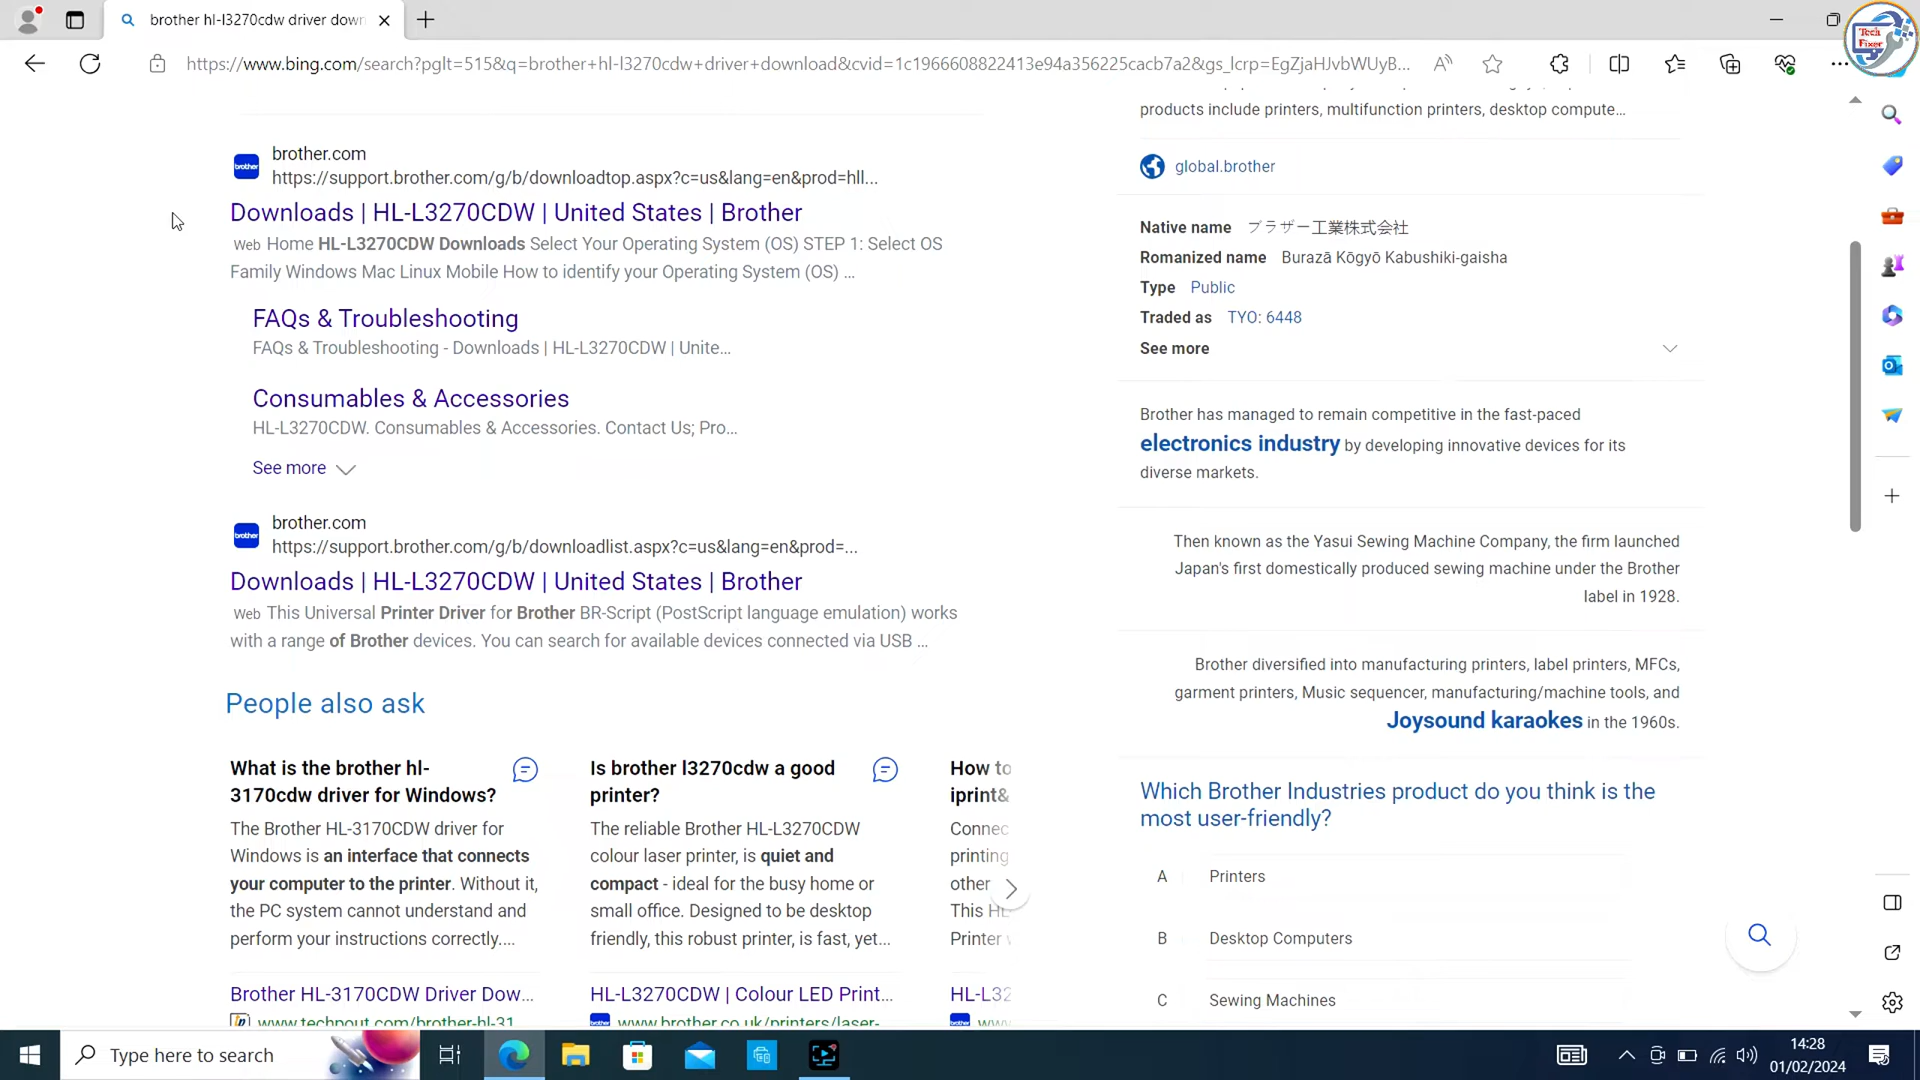 brother hl-l3270cdw driver down
Tech
Fixer
https://www.bing.com/search?pglt=515&q=brother+hl-l3270cdw+driver+download&cvid=1c1966608822413e94a356225cacb7a2&gs_lcrp=EgZjaHJvbWUyB...
brother.com
https://support.brother.com/g/b/downloadtop.aspx?c=us&lang=en&prod=hll...
Downloads | HL-L3270CDW | United States | Brother
Web Home HL-L3270CDW Downloads Select Your Operating System (OS) STEP 1: Select OS
Family Windows Mac Linux Mobile How to identify your Operating System (OS) ...
FAQs & Troubleshooting
FAQs & Troubleshooting - Downloads | HL-L3270CDW | Unite...
Consumables & Accessories
HL-L3270CDW. Consumables & Accessories. Contact Us; Pro...
See more
brother.com
https://support.brother.com/g/b/downloadlist.aspx?c=us&lang=en&prod=...
Downloads | HL-L3270CDW | United States | Brother
Web This Universal Printer Driver for Brother BR-Script (PostScript language emulation) works
with a range of Brother devices. You can search for available devices connected via USB ...
People also ask
What is the brother hl-
3170cdw driver for Windows?
The Brother HL-3170CDW driver for
Windows is an interface that connects
your computer to the printer. Without it,
the PC system cannot understand and
perform your instructions correctly....
Brother HL-3170CDW Driver Dow...
www.techpout.com/brother-hl-31
Is brother l3270cdw a good
printer?
The reliable Brother HL-L3270CDW
colour laser printer, is quiet and
compact - ideal for the busy home or
small office. Designed to be desktop
friendly, this robust printer, is fast, yet...
HL-L3270CDW | Colour LED Print...
www.brother.co.uk/printers/laser-
How to
iprint&
Connec
printing
other
This HL
Printer
HL-L32
www
products include printers, multifunction printers, desktop compute...
global.brother
Native name ブラザー工業株式会社
Romanized name Burazā Kōgyō Kabushiki-gaisha
Type Public
Traded as TYO: 6448
See more
Brother has managed to remain competitive in the fast-paced
electronics industry by developing innovative devices for its
diverse markets.
Then known as the Yasui Sewing Machine Company, the firm launched
Japan's first domestically produced sewing machine under the Brother
label in 1928.
Brother diversified into manufacturing printers, label printers, MFCs,
garment printers, Music sequencer, manufacturing/machine tools, and
Joysound karaokes in the 1960s.
Which Brother Industries product do you think is the
most user-friendly?
A Printers
B Desktop Computers
C Sewing Machines
Type here to search
14:28
01/02/2024